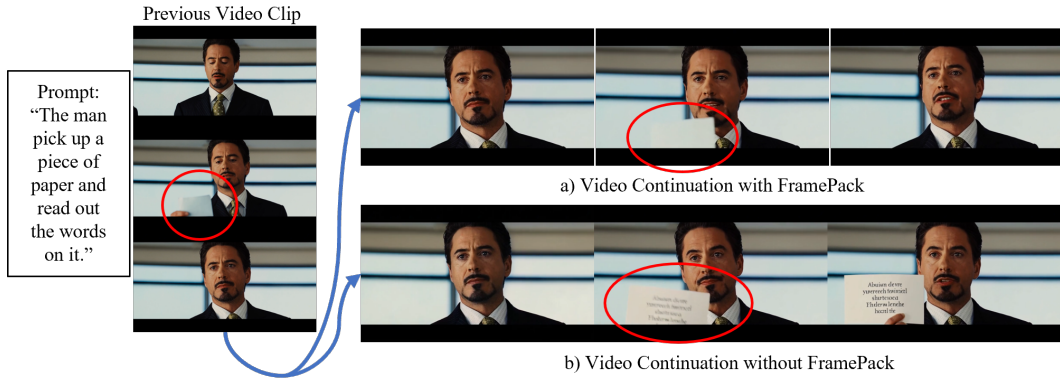 Previous Video Clip
Prompt:
“The man
pick up a
piece of
paper and
read out
the words
on it.”
a) Video Continuation with FramePack
b) Video Continuation without FramePack